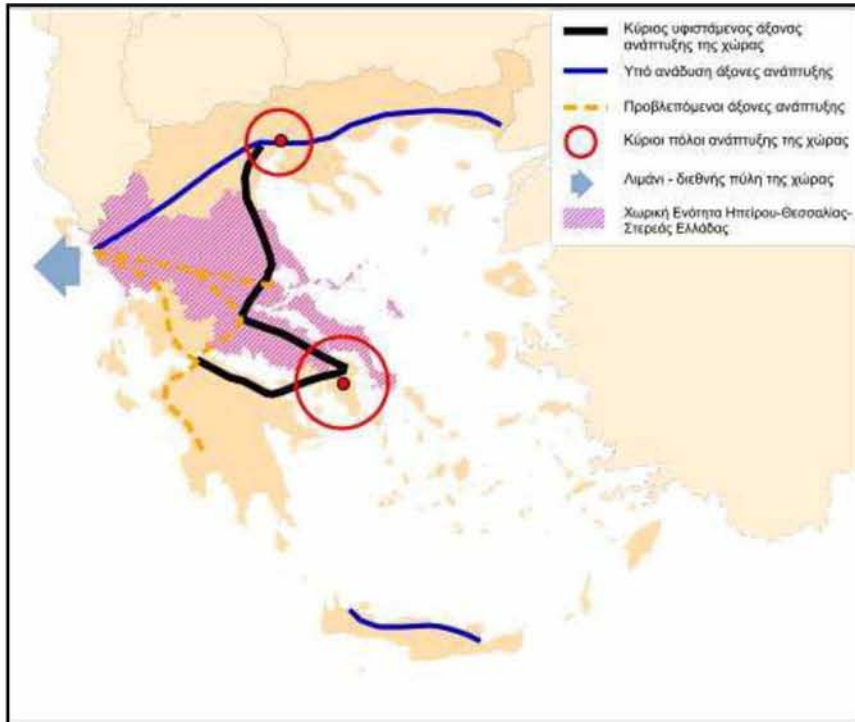 Κύριος υφιστάμενος άξονας
ανάπτυξης της χώρας
Υπό ανάδυση άξονες ανάπτυξης
Προβλεπόμενοι άξονες ανάπτυξης
Κύριοι πόλοι ανάπτυξης της χώρας
Λιμάνι - διεθνής πύλη της χώρας
Χωρική Ενότητα Ηπείρου-Θεσσαλίας-
Στερεάς Ελλάδας